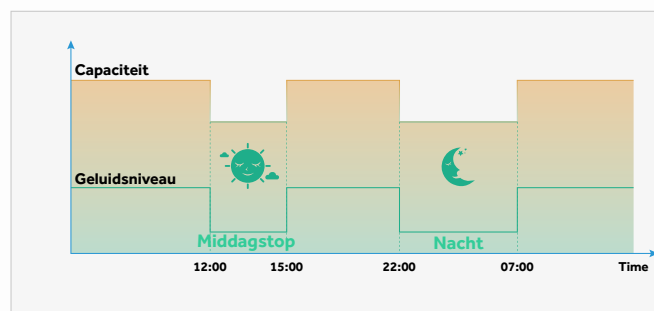 Capaciteit
Geluidsniveau
Middagstop
Nacht
12:00
15:00
22:00
07:00
Time